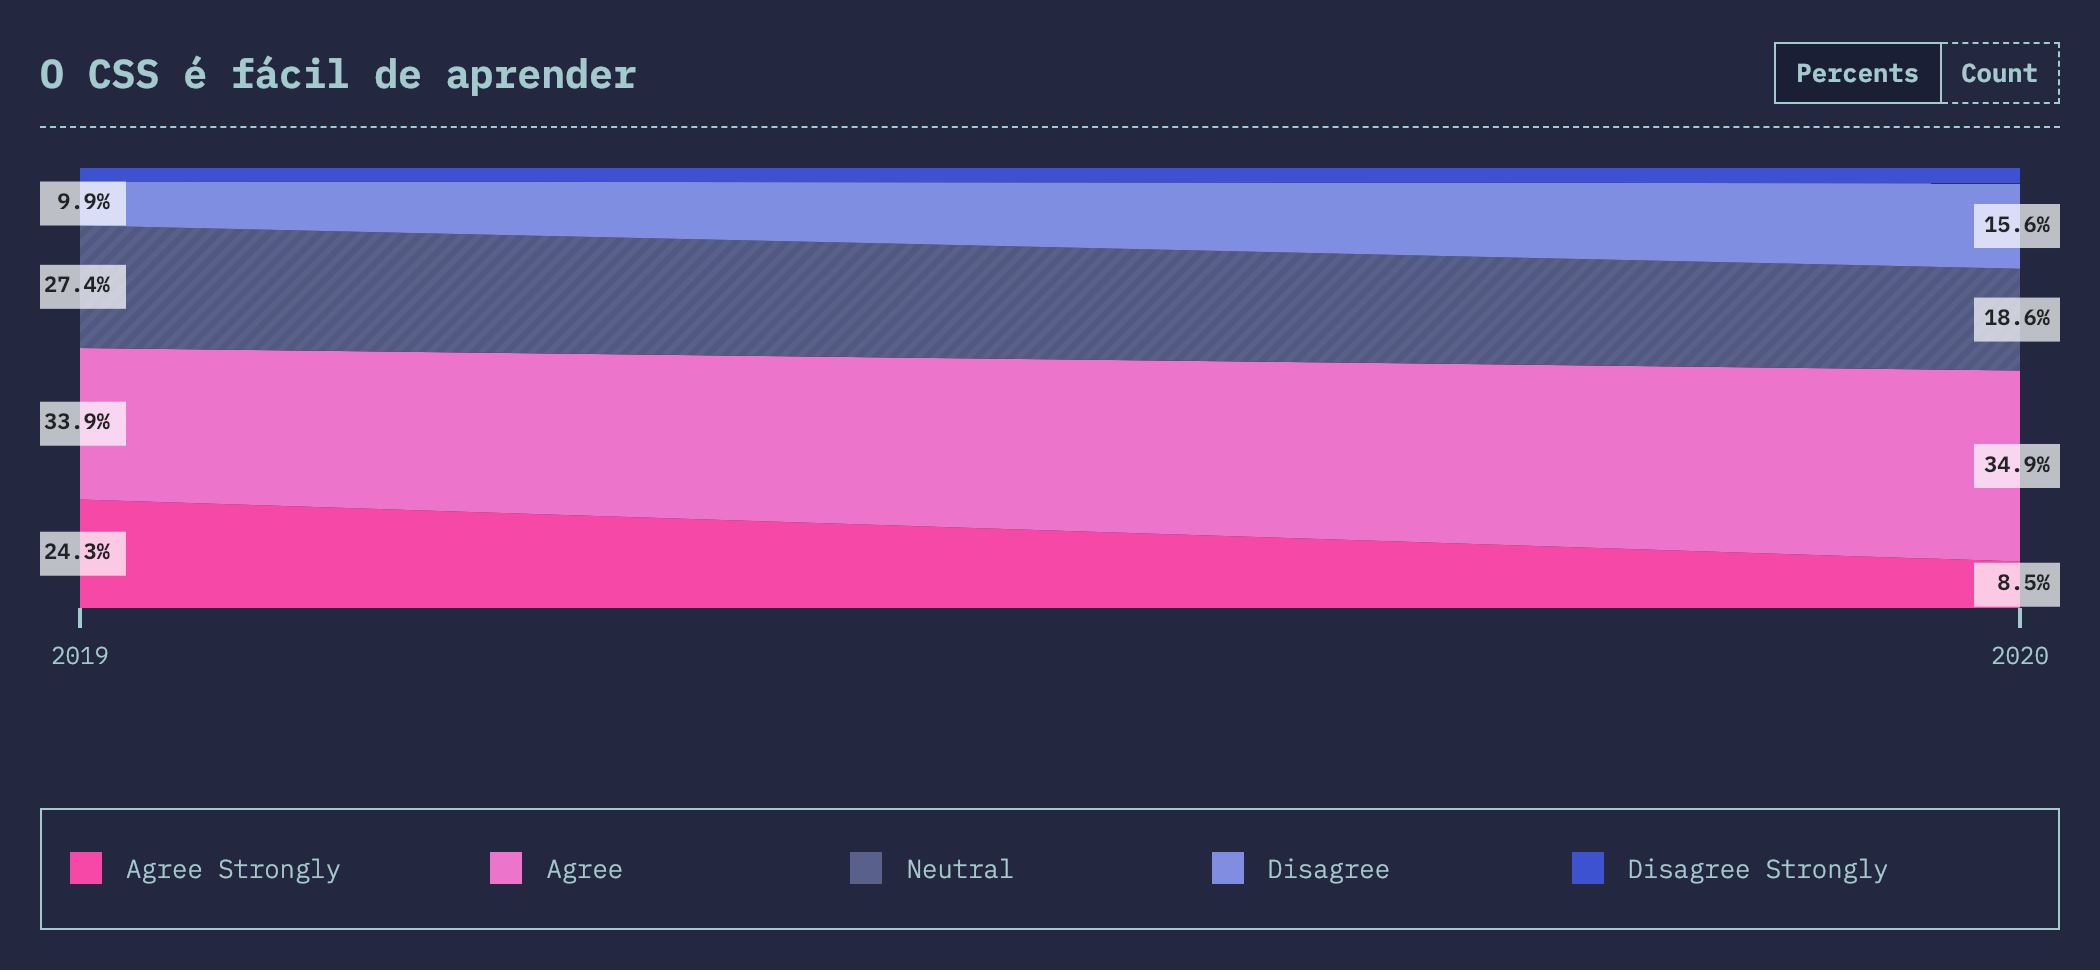 O CSS é fácil de aprender
Percents
Count
9.9%
15.6%
27.4%
18.6%
33.9%
34.9%
24.3%
8.5%
2019
2020
Agree Strongly
Agree
Neutral
Disagree
Disagree Strongly